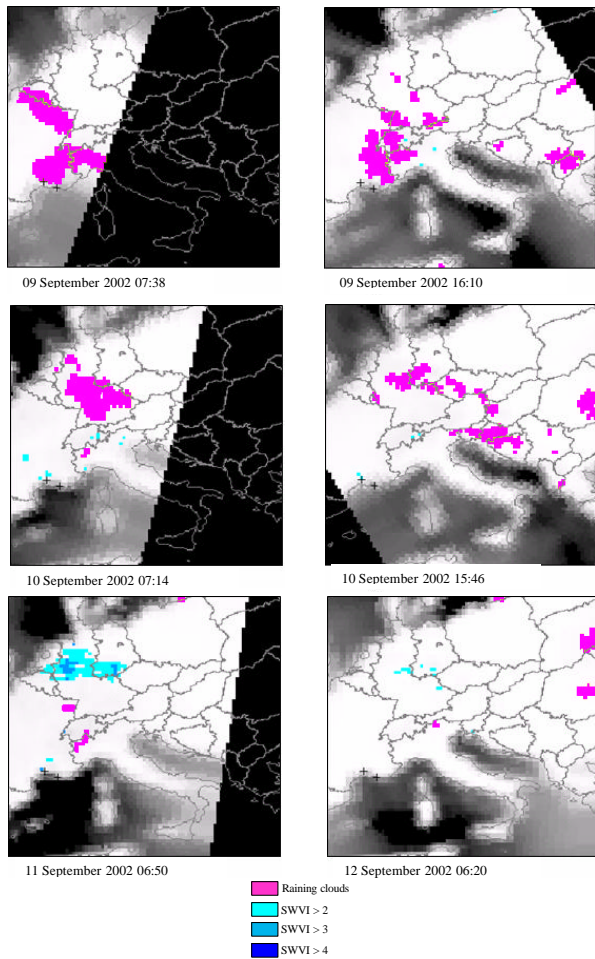 09 September 2002 07:38
09 September 2002 16:10
10 September 2002 07:14
10 September 2002 15:46
11 September 2002 06:50
12 September 2002 06:20
Raining clouds
SWVI > 2
SWVI > 3
SWVI > 4